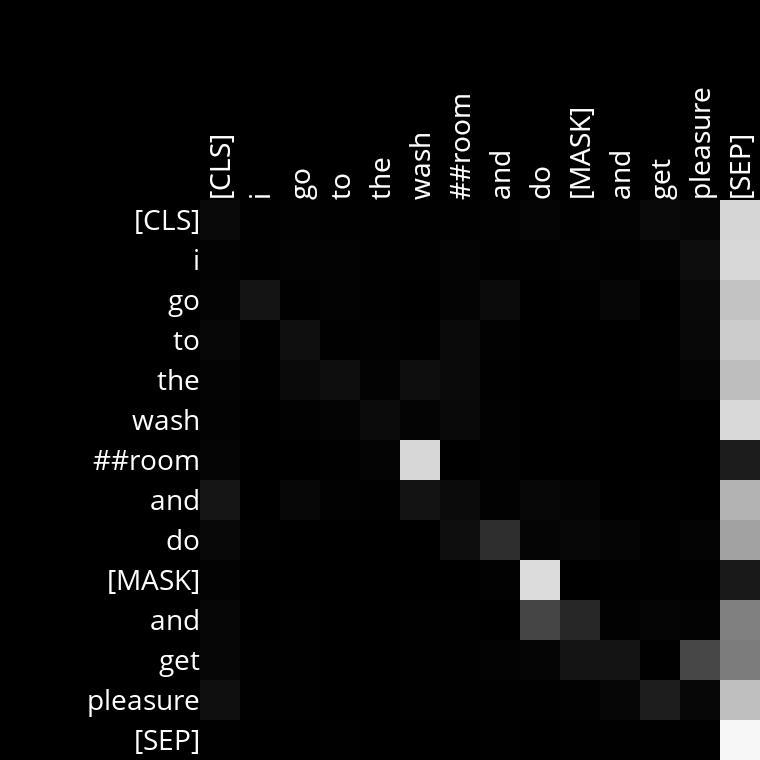 [CLS] i go to the wash ##room and do [MASK] and get pleasure [SEP]
[CLS]
i
go
to
the
wash
##room
and
do
[MASK]
and
get
pleasure
[SEP]